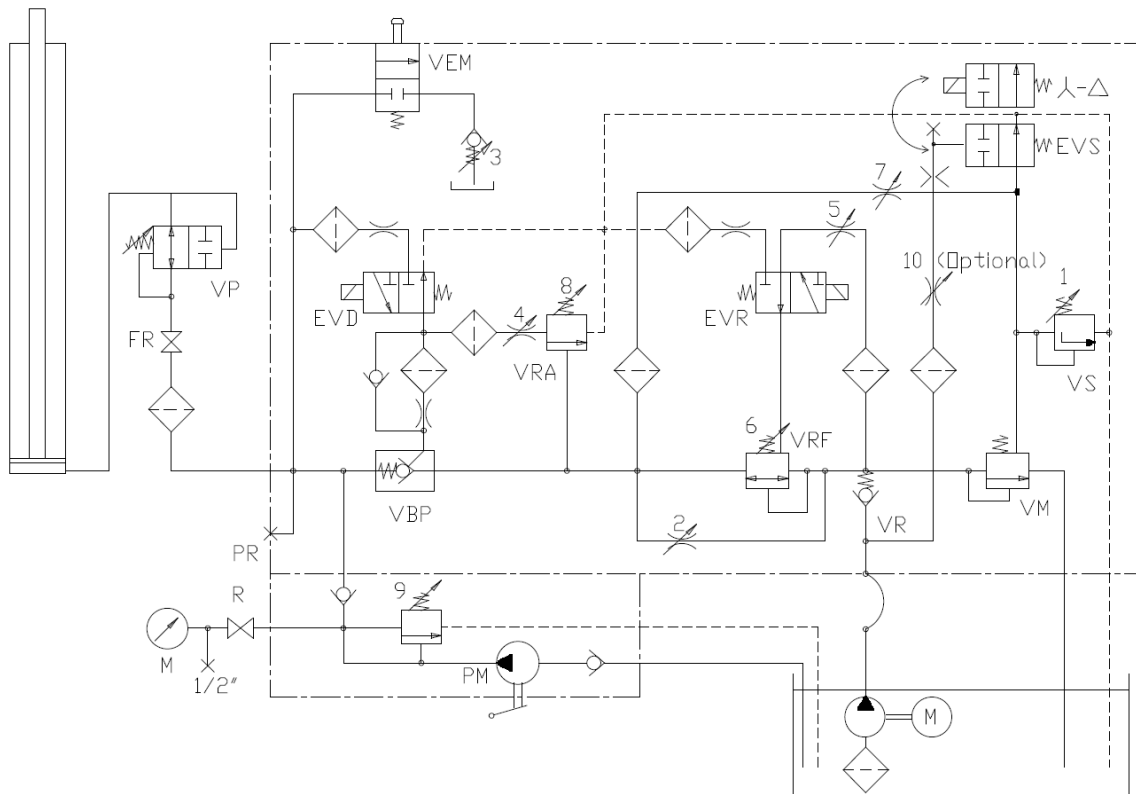 VEM
⅄-Δ
EVS
3
7
5
10 (Optional)
1
VP
8
EVD
4
EVR
FR
VRA
VS
6
VRF
VBP
2
VR
VM
PR
R
9
M
PM
1/2"
M